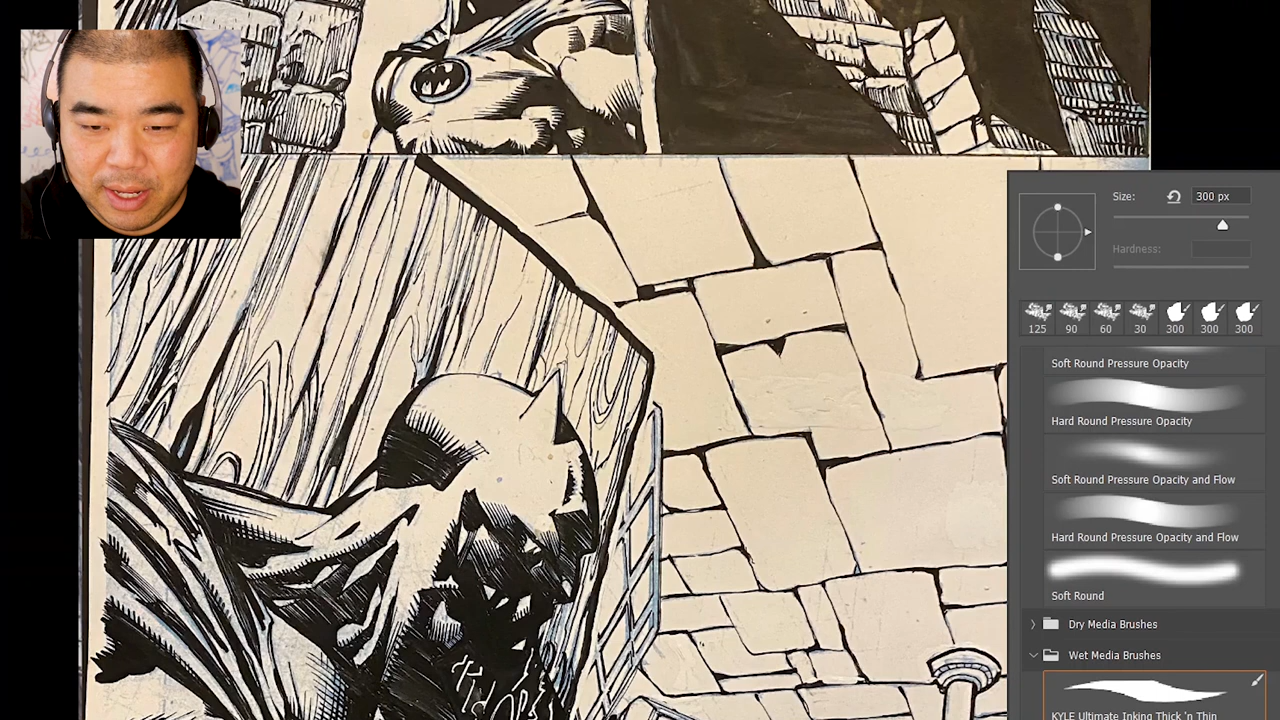 Size: 300 px
Hardness:
125 90 60 30 300 300 300
Soft Round Pressure Opacity
Hard Round Pressure Opacity
Soft Round Pressure Opacity and Flow
Hard Round Pressure Opacity and Flow
Soft Round
Dry Media Brushes
Wet Media Brushes
KYLE Ultimate Inking Thick 'n Thin